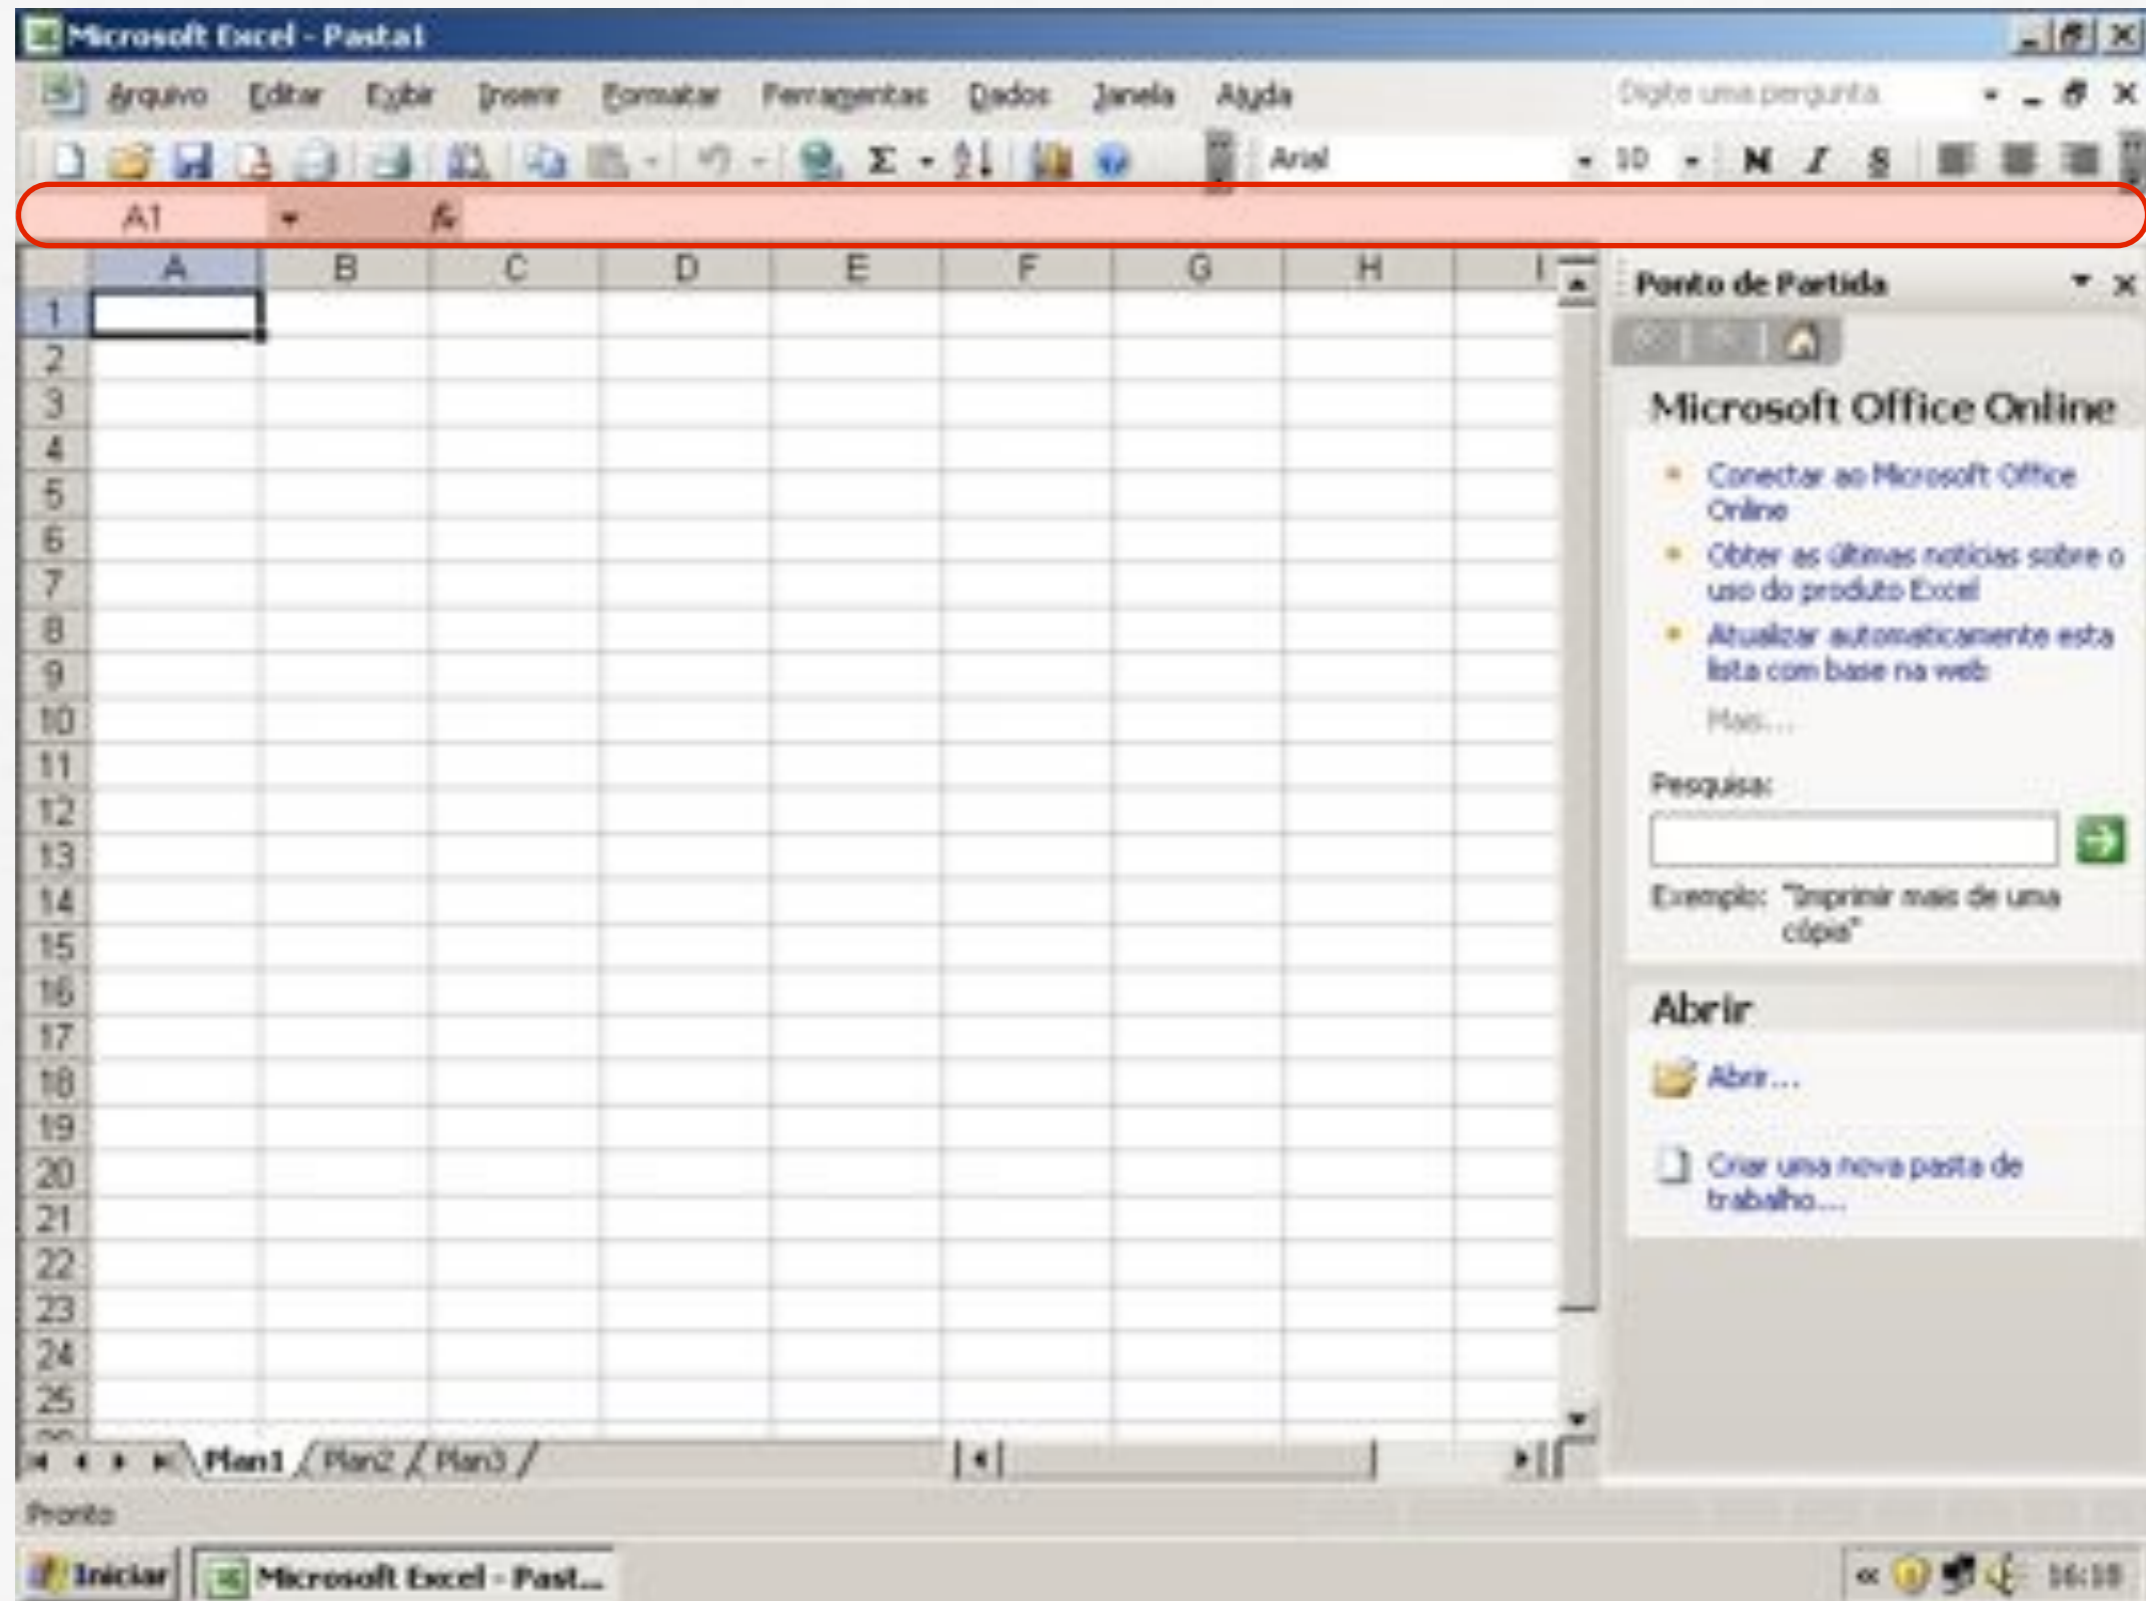 Microsoft Excel - Pasta1
Arquivo Editar Exibir Inserir Formatar Ferramentas Dados Janela Ajuda Digite uma pergunta
Σ Arial 10 N I S
A1 fx
A B C D E F G H I
1
2
3
4
5
6
7
8
9
10
11
12
13
14
15
16
17
18
19
20
21
22
23
24
25
Ponto de Partida
Microsoft Office Online
Conectar ao Microsoft Office
Online
Obter as últimas notícias sobre o
uso do produto Excel
Atualizar automaticamente esta
lista com base na web
Mais...
Pesquisa:
Exemplo: "Imprimir mais de uma
cópia"
Abrir
Abrir...
Criar uma nova pasta de
trabalho...
Plan1 Plan2 Plan3
Pronto
Iniciar Microsoft Excel - Past... « 16:18